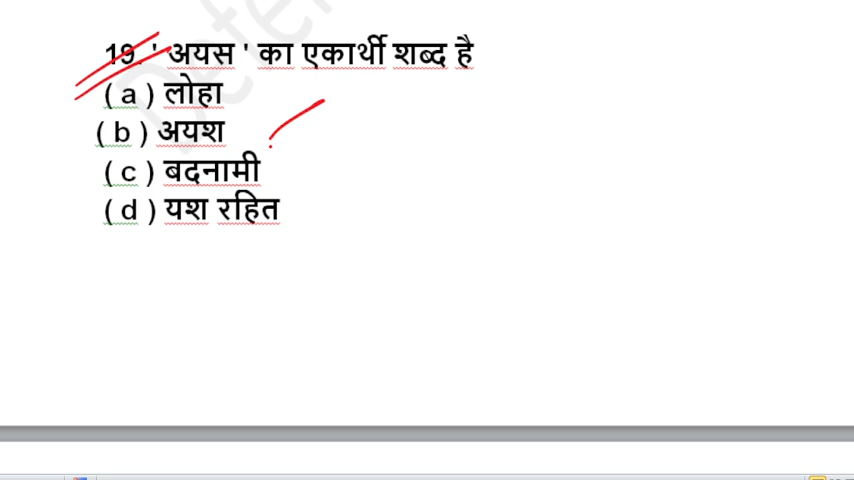 19. ' अयस ' का एकार्थी शब्द है
( a ) लोहा
( b ) अयश
( c ) बदनामी
( d ) यश रहित